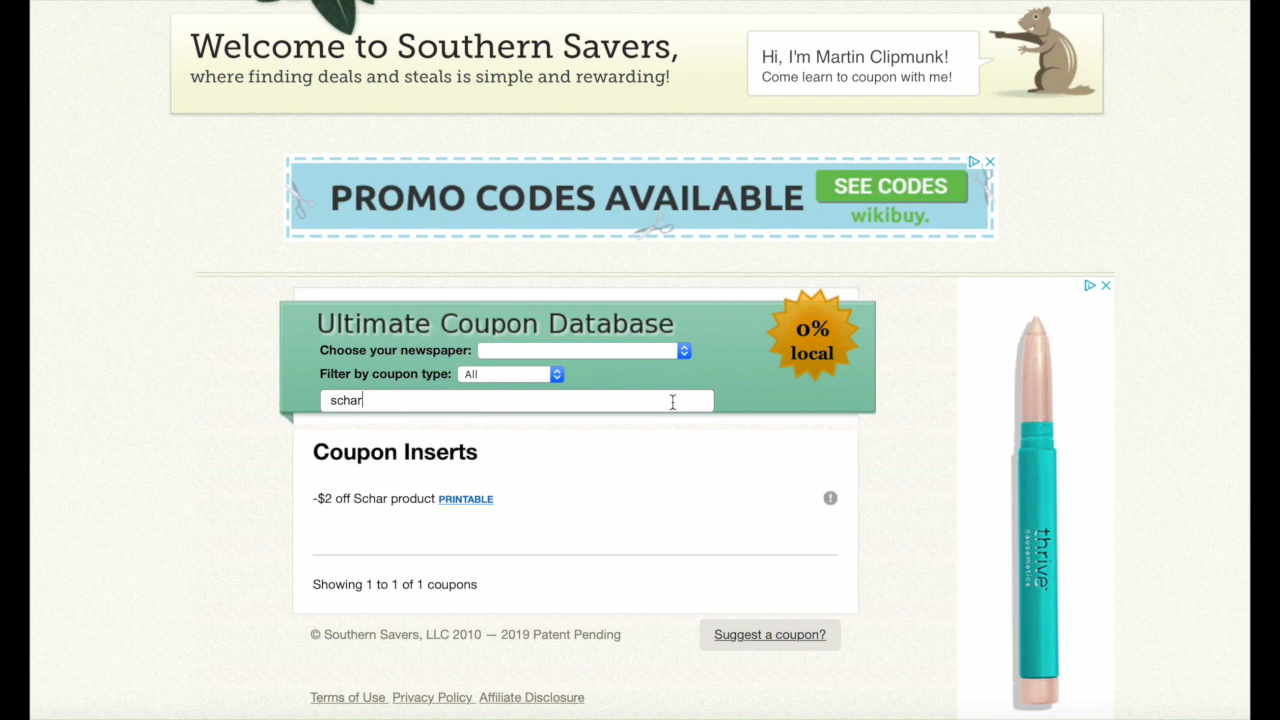 Welcome to Southern Savers,
where finding deals and steals is simple and rewarding!
Hi, I'm Martin Clipmunk!
Come learn to coupon with me!
PROMO CODES AVAILABLE
SEE CODES
wikibuy.
Ultimate Coupon Database
0%
local
Choose your newspaper:
Filter by coupon type: All
schar
Coupon Inserts
-$2 off Schar product PRINTABLE
Showing 1 to 1 of 1 coupons
© Southern Savers, LLC 2010 — 2019 Patent Pending
Suggest a coupon?
Terms of Use Privacy Policy Affiliate Disclosure
thrive
causemetics